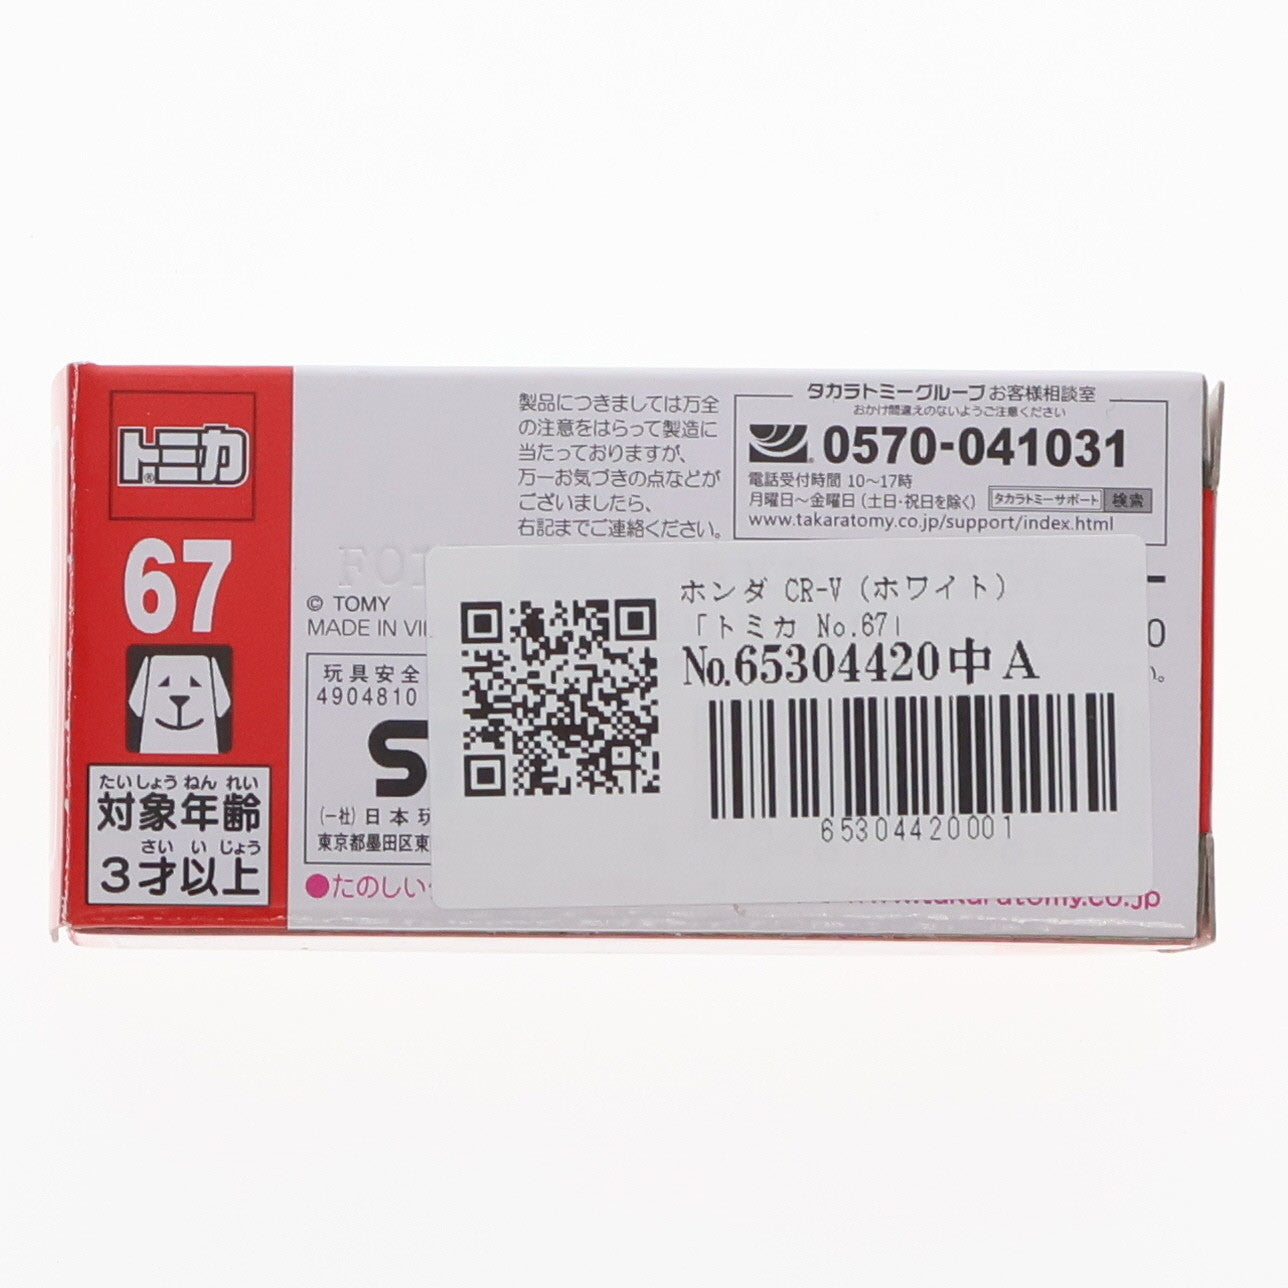 トミカ
67
たいしょう ねん れい
対象年齢
さい い じょう
3才以上
製品につきましては万全
の注意をはらって製造に
当たっておりますが、
万一お気づきの点などが
ございましたら、
右記までご連絡ください。
タカラトミーグループお客様相談室
おかけ間違えのないようご注意ください
0570-041031
電話受付時間 10〜17時
月曜日〜金曜日(土日・祝日を除く) タカラトミーサポート 検索
www.takaratomy.co.jp/support/index.html
© TOMY
MADE IN
玩具安全
4904810
(一社)日本
東京都墨田区東
●たのしい
www.takaratomy.co.jp
ホンダ CR-V (ホワイト)
「トミカ No.67」
No.65304420中A
65304420001